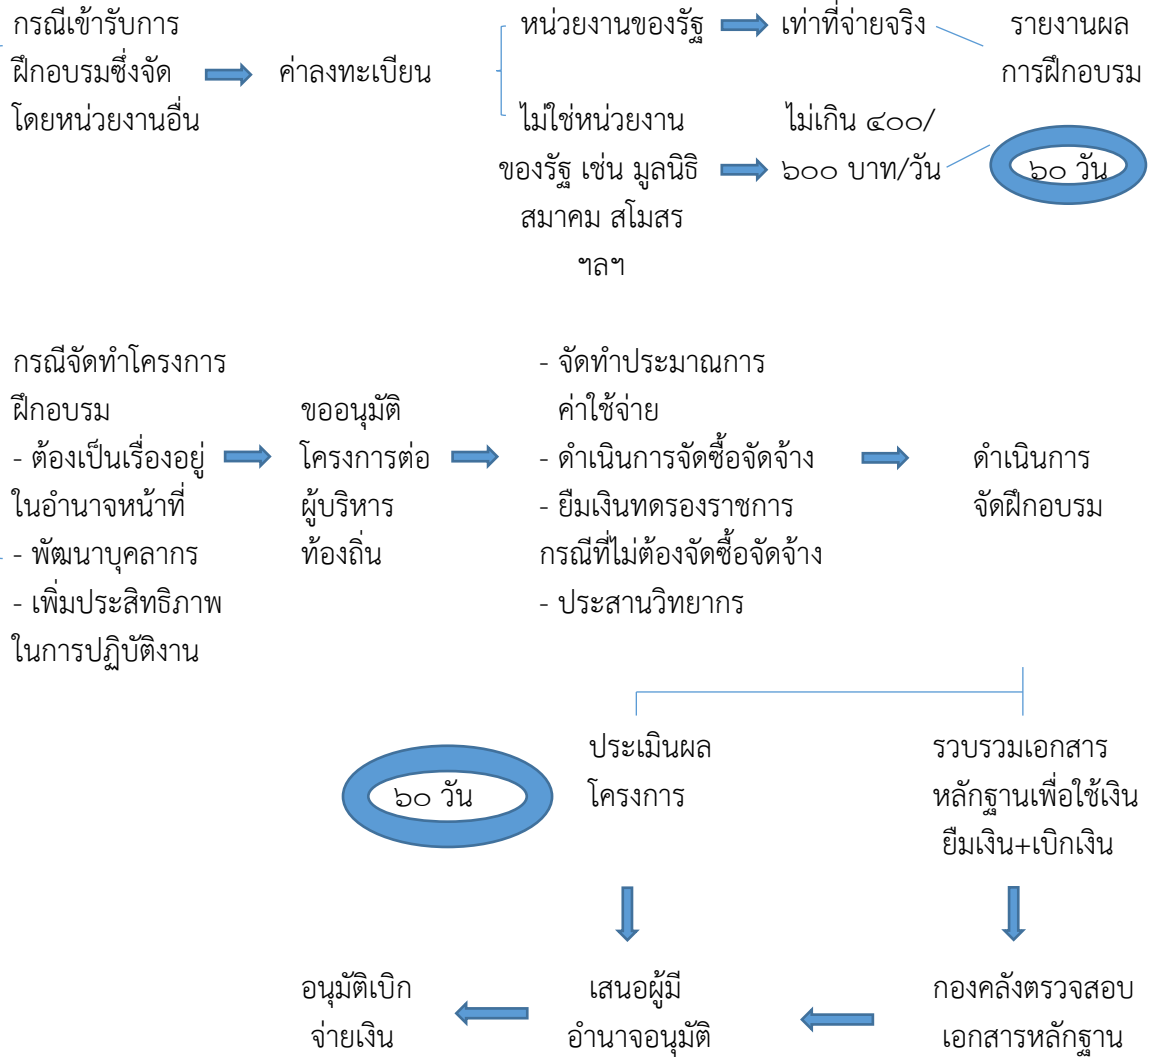 กรณีเข้ารับการ
ฝึกอบรมซึ่งจัด
โดยหน่วยงานอื่น
ค่าลงทะเบียน
หน่วยงานของรัฐ
เท่าที่จ่ายจริง
รายงานผล
การฝึกอบรม
ไม่ใช่หน่วยงาน
ของรัฐ เช่น มูลนิธิ
สมาคม สโมสร
ฯลฯ
ไม่เกิน ๔๐๐/
๖๐๐ บาท/วัน
๖๐ วัน
กรณีจัดทำโครงการ
ฝึกอบรม
- ต้องเป็นเรื่องอยู่
ในอำนาจหน้าที่
- พัฒนาบุคลากร
- เพิ่มประสิทธิภาพ
ในการปฏิบัติงาน
ขออนุมัติ
โครงการต่อ
ผู้บริหาร
ท้องถิ่น
- จัดทำประมาณการ
ค่าใช้จ่าย
- ดำเนินการจัดซื้อจัดจ้าง
- ยืมเงินทดรองราชการ
กรณีที่ไม่ต้องจัดซื้อจัดจ้าง
- ประสานวิทยากร
ดำเนินการ
จัดฝึกอบรม
๖๐ วัน
ประเมินผล
โครงการ
รวบรวมเอกสาร
หลักฐานเพื่อใช้เงิน
ยืมเงิน+เบิกเงิน
อนุมัติเบิก
จ่ายเงิน
เสนอผู้มี
อำนาจอนุมัติ
กองคลังตรวจสอบ
เอกสารหลักฐาน